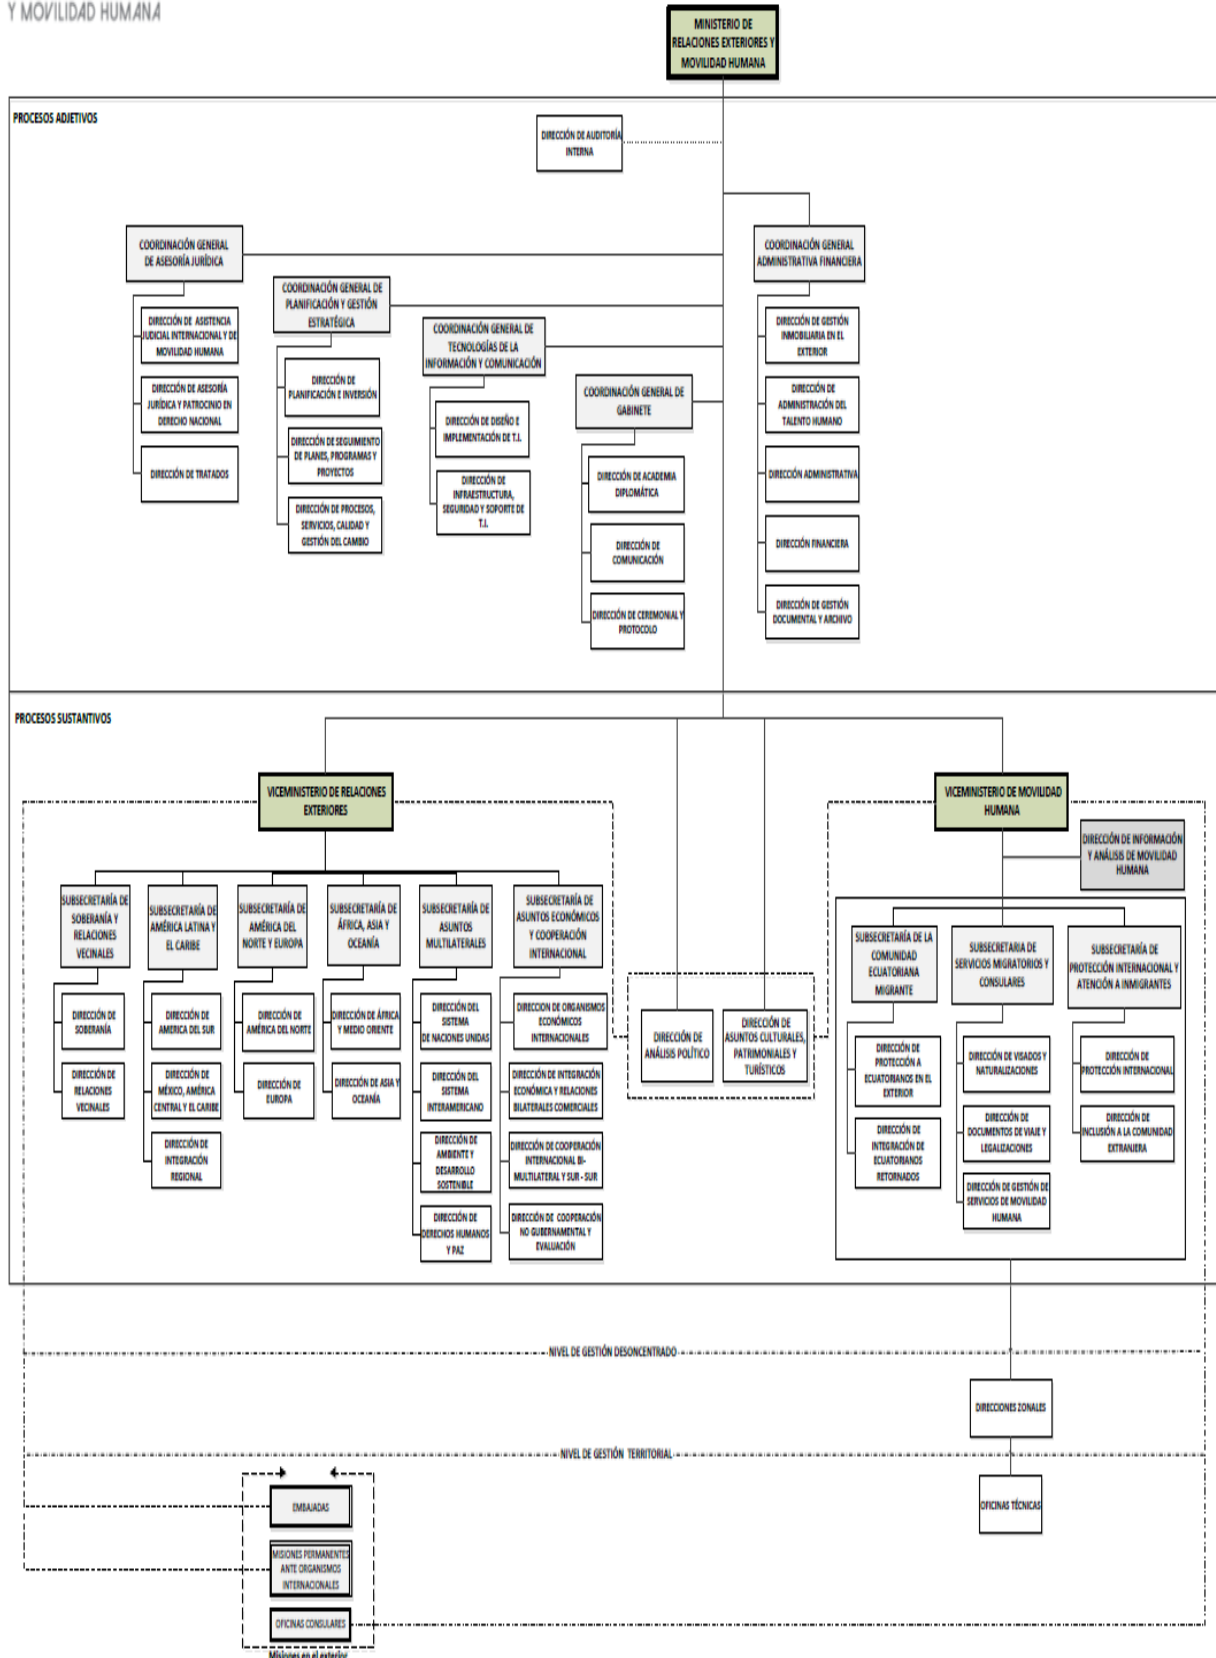 Y MOVILIDAD HUMANA
MINISTERIO DE
RELACIONES EXTERIORES Y
MOVILIDAD HUMANA
PROCESOS ADJETIVOS
DIRECCIÓN DE AUDITORÍA
INTERNA
COORDINACIÓN GENERAL
DE ASESORÍA JURÍDICA
DIRECCIÓN DE ASISTENCIA
JUDICIAL INTERNACIONAL Y DE
MOVILIDAD HUMANA
DIRECCIÓN DE ASESORÍA
JURÍDICA Y PATROCINIO EN
DERECHO NACIONAL
DIRECCIÓN DE TRATADOS
COORDINACIÓN GENERAL DE
PLANIFICACIÓN Y GESTIÓN
ESTRATÉGICA
DIRECCIÓN DE
PLANIFICACIÓN E INVERSIÓN
DIRECCIÓN DE SEGUIMIENTO
DE PLANES, PROGRAMAS Y
PROYECTOS
DIRECCIÓN DE PROCESOS,
SERVICIOS, CALIDAD Y
GESTIÓN DEL CAMBIO
COORDINACIÓN GENERAL DE
TECNOLOGÍAS DE LA
INFORMACIÓN Y COMUNICACIÓN
DIRECCIÓN DE DISEÑO E
IMPLEMENTACIÓN DE T.I.
DIRECCIÓN DE
INFRAESTRUCTURA,
SEGURIDAD Y SOPORTE DE
T.I.
COORDINACIÓN GENERAL DE
GABINETE
DIRECCIÓN DE ACADEMIA
DIPLOMÁTICA
DIRECCIÓN DE
COMUNICACIÓN
DIRECCIÓN DE CEREMONIAL Y
PROTOCOLO
COORDINACIÓN GENERAL
ADMINISTRATIVA FINANCIERA
DIRECCIÓN DE GESTIÓN
INMOBILIARIA EN EL
EXTERIOR
DIRECCIÓN DE
ADMINISTRACIÓN DEL
TALENTO HUMANO
DIRECCIÓN ADMINISTRATIVA
DIRECCIÓN FINANCIERA
DIRECCIÓN DE GESTIÓN
DOCUMENTAL Y ARCHIVO
PROCESOS SUSTANTIVOS
VICEMINISTERIO DE RELACIONES
EXTERIORES
SUBSECRETARÍA DE
SOBERANÍA Y
RELACIONES
VECINALES
DIRECCIÓN DE
SOBERANÍA
DIRECCIÓN DE
RELACIONES
VECINALES
SUBSECRETARÍA DE
AMÉRICA LATINA Y
EL CARIBE
DIRECCIÓN DE
AMERICA DEL SUR
DIRECCIÓN DE
MÉXICO, AMÉRICA
CENTRAL Y EL CARIBE
DIRECCIÓN DE
INTEGRACIÓN
REGIONAL
SUBSECRETARÍA DE
AMÉRICA DEL
NORTE Y EUROPA
DIRECCIÓN DE
AMÉRICA DEL NORTE
DIRECCIÓN DE
EUROPA
SUBSECRETARÍA DE
ÁFRICA, ASIA Y
OCEANÍA
DIRECCIÓN DE ÁFRICA
Y MEDIO ORIENTE
DIRECCIÓN DE ASIA Y
OCEANÍA
SUBSECRETARÍA DE
ASUNTOS
MULTILATERALES
DIRECCIÓN DEL
SISTEMA
DE NACIONES UNIDAS
DIRECCIÓN DEL
SISTEMA
INTERAMERICANO
DIRECCIÓN DE
AMBIENTE Y
DESARROLLO
SOSTENIBLE
DIRECCIÓN DE
DERECHOS HUMANOS
Y PAZ
SUBSECRETARÍA DE
ASUNTOS ECONÓMICOS
Y COOPERACIÓN
INTERNACIONAL
DIRECCION DE ORGANISMOS
ECONÓMICOS
INTERNACIONALES
DIRECCIÓN DE INTEGRACIÓN
ECONÓMICA Y RELACIONES
BILATERALES COMERCIALES
DIRECCIÓN DE COOPERACIÓN
INTERNACIONAL BI-
MULTILATERAL Y SUR - SUR
DIRECCIÓN DE COOPERACIÓN
NO GUBERNAMENTAL Y
EVALUACIÓN
DIRECCIÓN DE
ANÁLISIS POLÍTICO
DIRECCIÓN DE
ASUNTOS CULTURALES,
PATRIMONIALES Y
TURÍSTICOS
VICEMINISTERIO DE MOVILIDAD
HUMANA
DIRECCIÓN DE INFORMACIÓN
Y ANÁLISIS DE MOVILIDAD
HUMANA
SUBSECRETARÍA DE LA
COMUNIDAD
ECUATORIANA
MIGRANTE
DIRECCIÓN DE
PROTECCIÓN A
ECUATORIANOS EN EL
EXTERIOR
DIRECCIÓN DE
INTEGRACIÓN DE
ECUATORIANOS
RETORNADOS
SUBSECRETARIA DE
SERVICIOS MIGRATORIOS Y
CONSULARES
DIRECCIÓN DE VISADOS Y
NATURALIZACIONES
DIRECCIÓN DE
DOCUMENTOS DE VIAJE Y
LEGALIZACIONES
DIRECCIÓN DE GESTIÓN DE
SERVICIOS DE MOVILIDAD
HUMANA
SUBSECRETARÍA DE
PROTECCIÓN INTERNACIONAL Y
ATENCIÓN A INMIGRANTES
DIRECCIÓN DE
PROTECCIÓN INTERNACIONAL
DIRECCIÓN DE
INCLUSIÓN A LA COMUNIDAD
EXTRANJERA
NIVEL DE GESTIÓN DESONCENTRADO
DIRECCIONES ZONALES
NIVEL DE GESTIÓN TERRITORIAL
OFICINAS TÉCNICAS
EMBAJADAS
MISIONES PERMANENTES
ANTE ORGANISMOS
INTERNACIONALES
OFICINAS CONSULARES
Misiones en el exterior